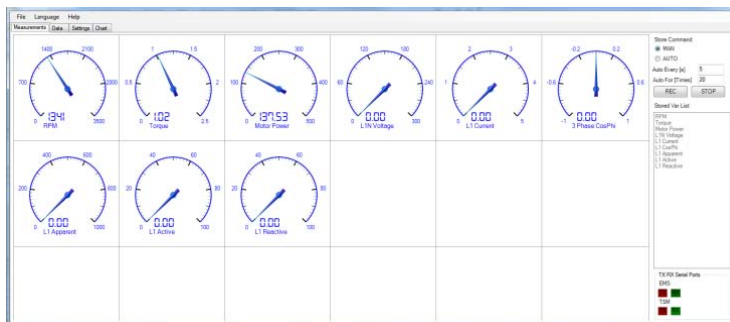 File Language Help
Measurements Data Settings Chart
1400 2100
700 2800
1341
0 3500
RPM
1 1.5
0.5 2
1.02
0 2.5
Torque
200 300
100 400
137.53
0 500
Motor Power
120 180
60 240
0.00
0 300
L1N Voltage
2 3
1 4
0.00
0 5
L1 Current
-0.2 0.2
-0.6 0.6
0.00
-1 1
3 Phase CosPhi
400 600
200 800
0.00
0 1000
L1 Apparent
40 60
20 80
0.00
0 100
L1 Active
40 60
20 80
0.00
0 100
L1 Reactive
Store Command
MAN
AUTO
Auto Every [s] 5
Auto For [Times] 20
REC STOP
Stored Var List
RPM
Torque
Motor Power
L1N Voltage
L1 Current
L1 CosPhi
L1 Apparent
L1 Active
L1 Reactive
TX RX Serial Ports
EMS
TSM